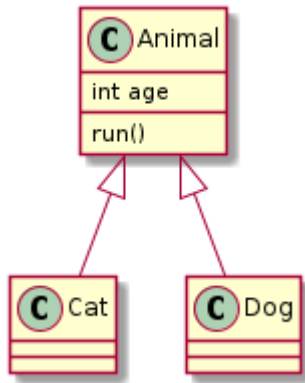 C Animal
int age
run()
C Cat
C Dog